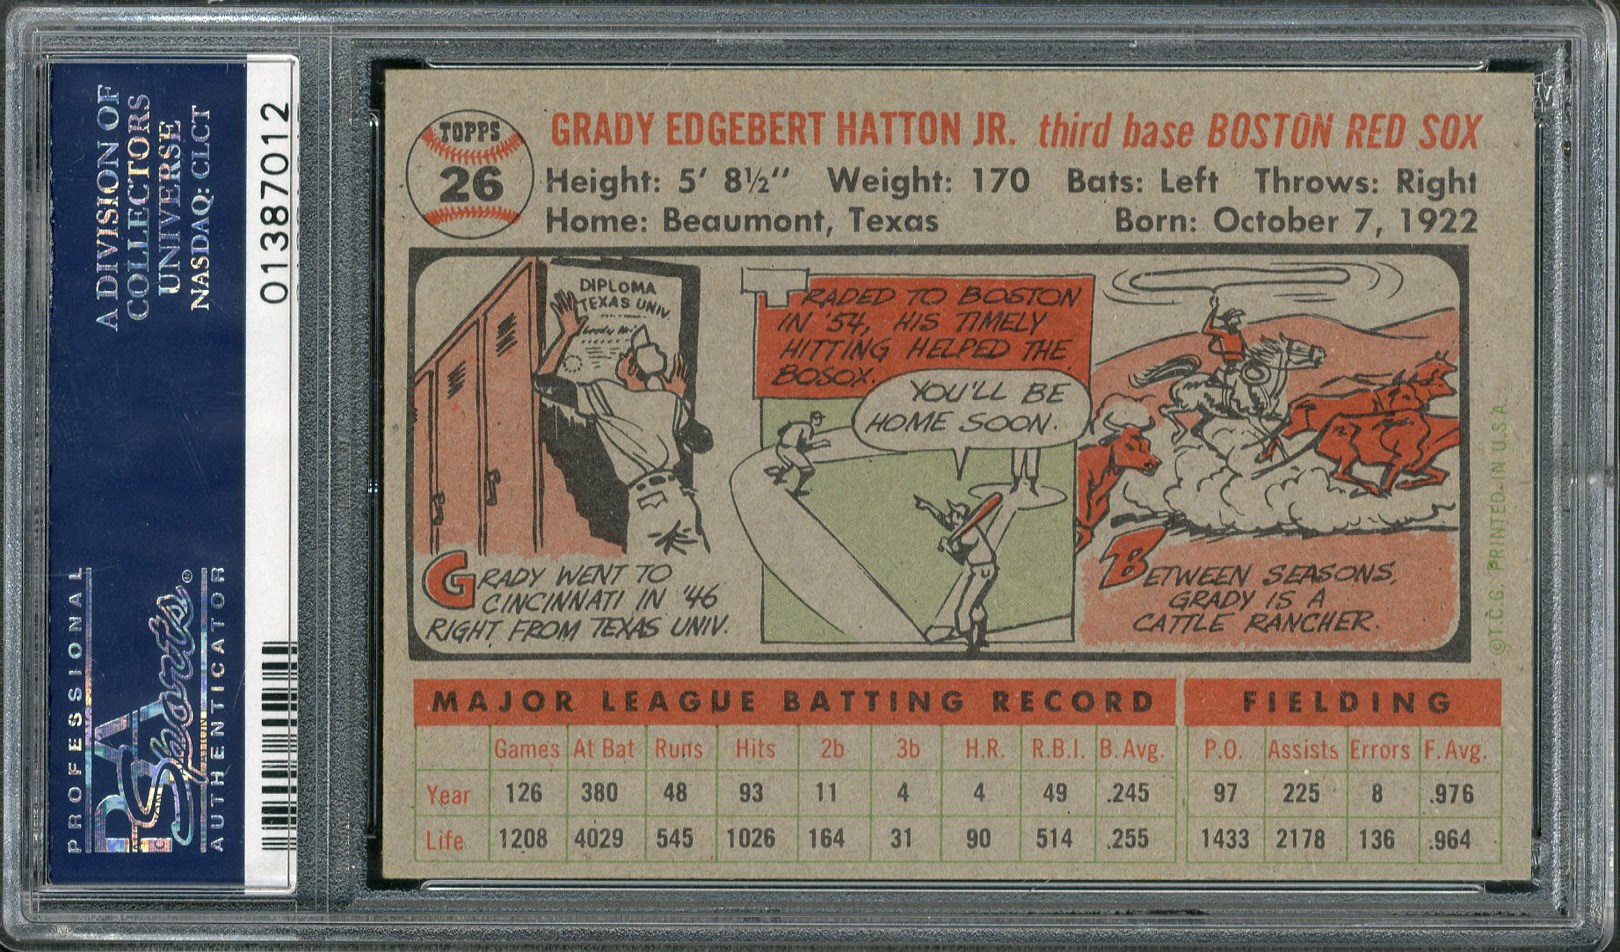 A DIVISION OF
COLLECTORS
UNIVERSE
NASDAQ: CLCT
PROFESSIONAL
PSA
Sports®
AUTHENTICATOR
01387012
TOPPS
26
GRADY EDGEBERT HATTON JR. third base BOSTON RED SOX
Height: 5' 8½" Weight: 170 Bats: Left Throws: Right
Home: Beaumont, Texas Born: October 7, 1922
DIPLOMA
TEXAS UNIV.
GRADY WENT TO
CINCINNATI IN '46
RIGHT FROM TEXAS UNIV.
TRADED TO BOSTON
IN '54, HIS TIMELY
HITTING HELPED THE
BOSOX.
YOU'LL BE
HOME SOON.
BETWEEN SEASONS,
GRADY IS A
CATTLE RANCHER.
©T.C.G. PRINTED IN U.S.A.
MAJOR LEAGUE BATTING RECORD FIELDING
Games At Bat Runs Hits 2b 3b H.R. R.B.I. B. Avg. P.O. Assists Errors F. Avg.
Year 126 380 48 93 11 4 4 49 .245 97 225 8 .976
Life 1208 4029 545 1026 164 31 90 514 .255 1433 2178 136 .964